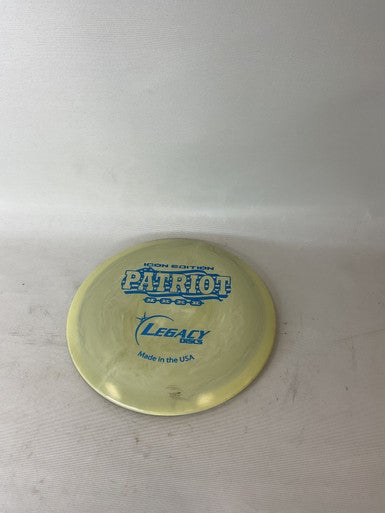 ICON EDITION
PATRIOT
LEGACY
DISCS
Made in the USA